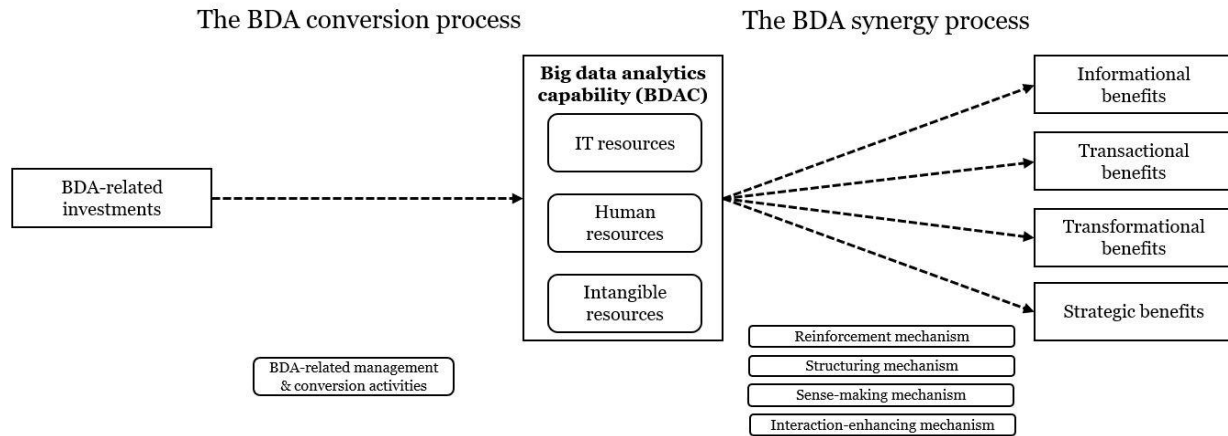 The BDA conversion process
The BDA synergy process
BDA-related
investments
Big data analytics
capability (BDAC)
IT resources
Human
resources
Intangible
resources
Informational
benefits
Transactional
benefits
Transformational
benefits
Strategic benefits
BDA-related management
& conversion activities
Reinforcement mechanism
Structuring mechanism
Sense-making mechanism
Interaction-enhancing mechanism